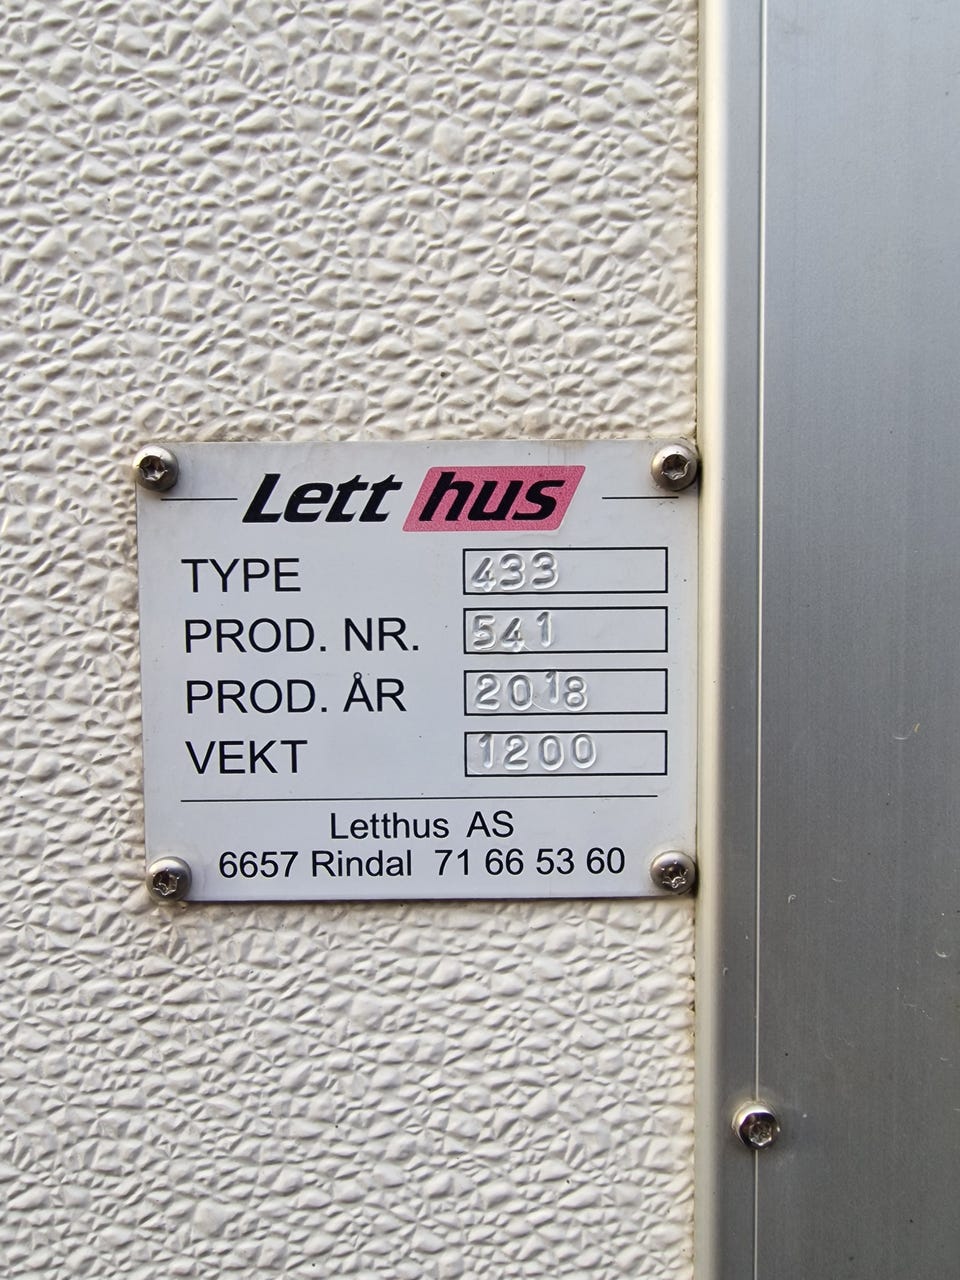 Lett hus
TYPE 433
PROD. NR. 541
PROD. ÅR 2018
VEKT 1200
Letthus AS
6657 Rindal 71 66 53 60